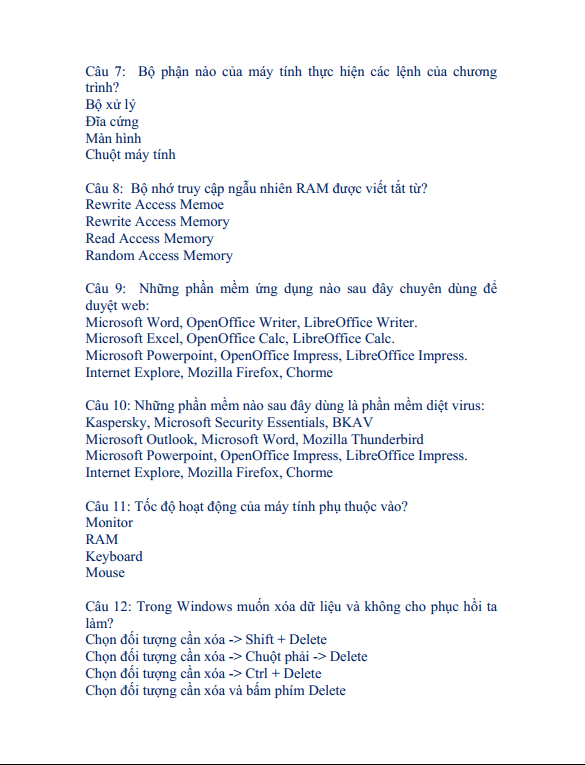 Câu 7: Bộ phận nào của máy tính thực hiện các lệnh của chương
trình?
Bộ xử lý
Đĩa cứng
Màn hình
Chuột máy tính
Câu 8: Bộ nhớ truy cập ngẫu nhiên RAM được viết tắt từ?
Rewrite Access Memoe
Rewrite Access Memory
Read Access Memory
Random Access Memory
Câu 9: Những phần mềm ứng dụng nào sau đây chuyên dùng để
duyệt web:
Microsoft Word, OpenOffice Writer, LibreOffice Writer.
Microsoft Excel, OpenOffice Calc, LibreOffice Calc.
Microsoft Powerpoint, OpenOffice Impress, LibreOffice Impress.
Internet Explore, Mozilla Firefox, Chorme
Câu 10: Những phần mềm nào sau đây dùng là phần mềm diệt virus:
Kaspersky, Microsoft Security Essentials, BKAV
Microsoft Outlook, Microsoft Word, Mozilla Thunderbird
Microsoft Powerpoint, OpenOffice Impress, LibreOffice Impress.
Internet Explore, Mozilla Firefox, Chorme
Câu 11: Tốc độ hoạt động của máy tính phụ thuộc vào?
Monitor
RAM
Keyboard
Mouse
Câu 12: Trong Windows muốn xóa dữ liệu và không cho phục hồi ta
làm?
Chọn đối tượng cần xóa -> Shift + Delete
Chọn đối tượng cần xóa -> Chuột phải -> Delete
Chọn đối tượng cần xóa -> Ctrl + Delete
Chọn đối tượng cần xóa và bấm phím Delete